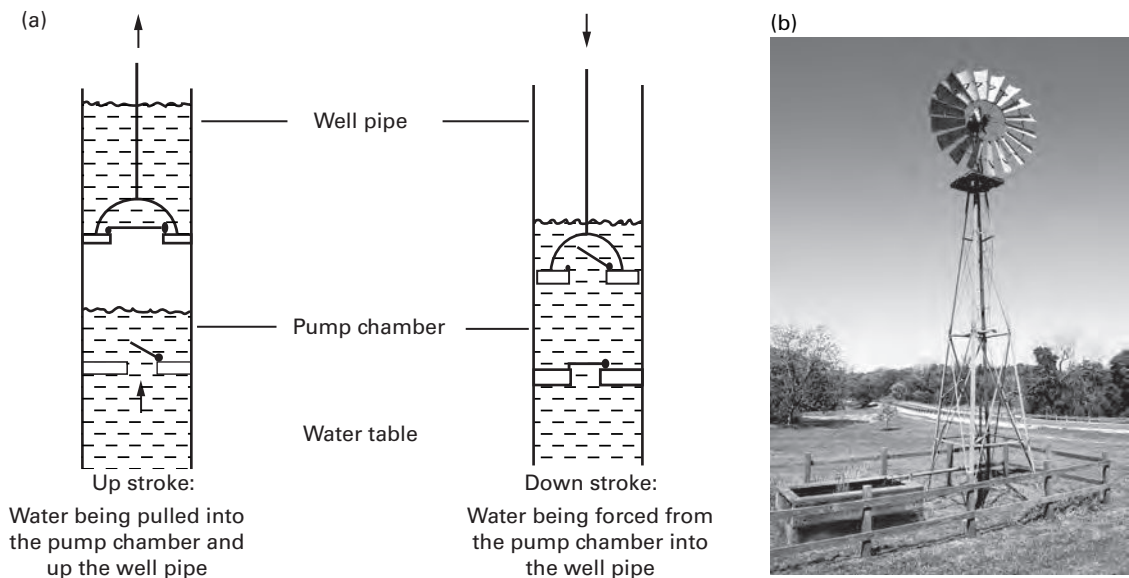 (a)
(b)
Well pipe
Pump chamber
Water table
Up stroke:
Water being pulled into
the pump chamber and
up the well pipe
Down stroke:
Water being forced from
the pump chamber into
the well pipe